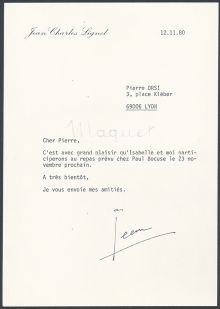 Jean Charles Lignel
12.11.80
Pierre ORSI
3, place Kléber
69006 LYON
Cher Pierre,
C'est avec grand plaisir qu'Isabelle et moi parti-
ciperons au repas prévu chez Paul Bocuse le 23 no-
vembre prochain.
A très bientôt,
Je vous envoie mes amitiés.